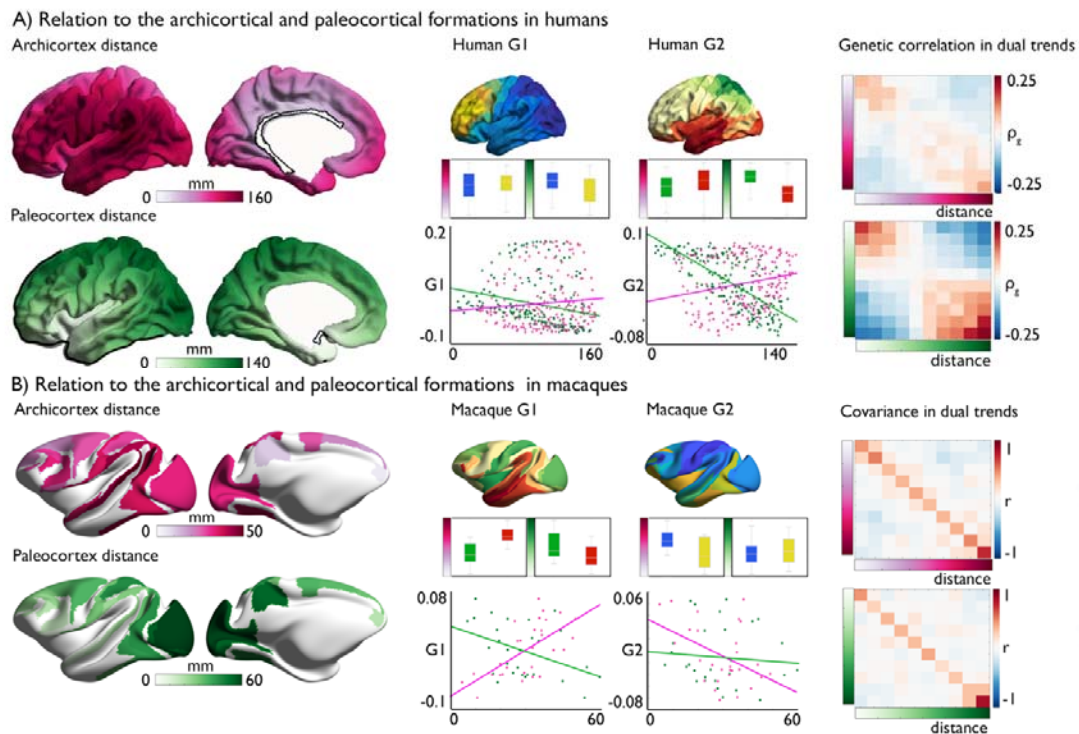 A) Relation to the archicortical and paleocortical formations in humans
Archicortex distance
Human G1
Human G2
Genetic correlation in dual trends
0 mm 160
0.25
ρg
-0.25
distance
Paleocortex distance
0 mm 140
0.2
G1
-0.1
0 160
0.1
G2
-0.08
0 140
0.25
ρg
-0.25
distance
B) Relation to the archicortical and paleocortical formations in macaques
Archicortex distance
Macaque G1
Macaque G2
Covariance in dual trends
0 mm 50
1
r
-1
distance
Paleocortex distance
0 mm 60
0.08
G1
-0.1
0 60
0.06
G2
-0.08
0 60
1
r
-1
distance